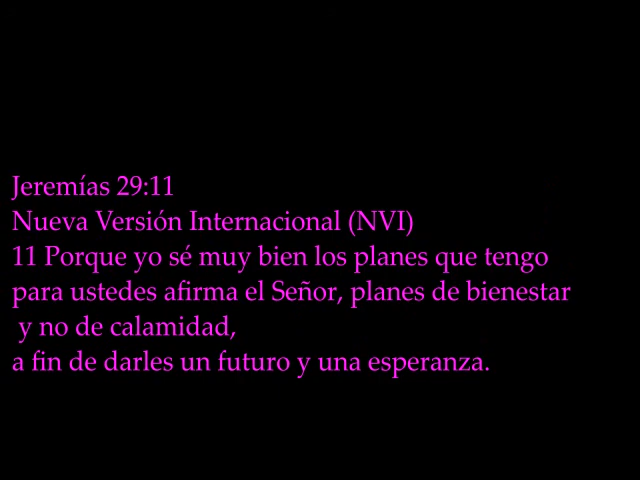 Jeremías 29:11
Nueva Versión Internacional (NVI)
11 Porque yo sé muy bien los planes que tengo
para ustedes afirma el Señor, planes de bienestar
y no de calamidad,
a fin de darles un futuro y una esperanza.